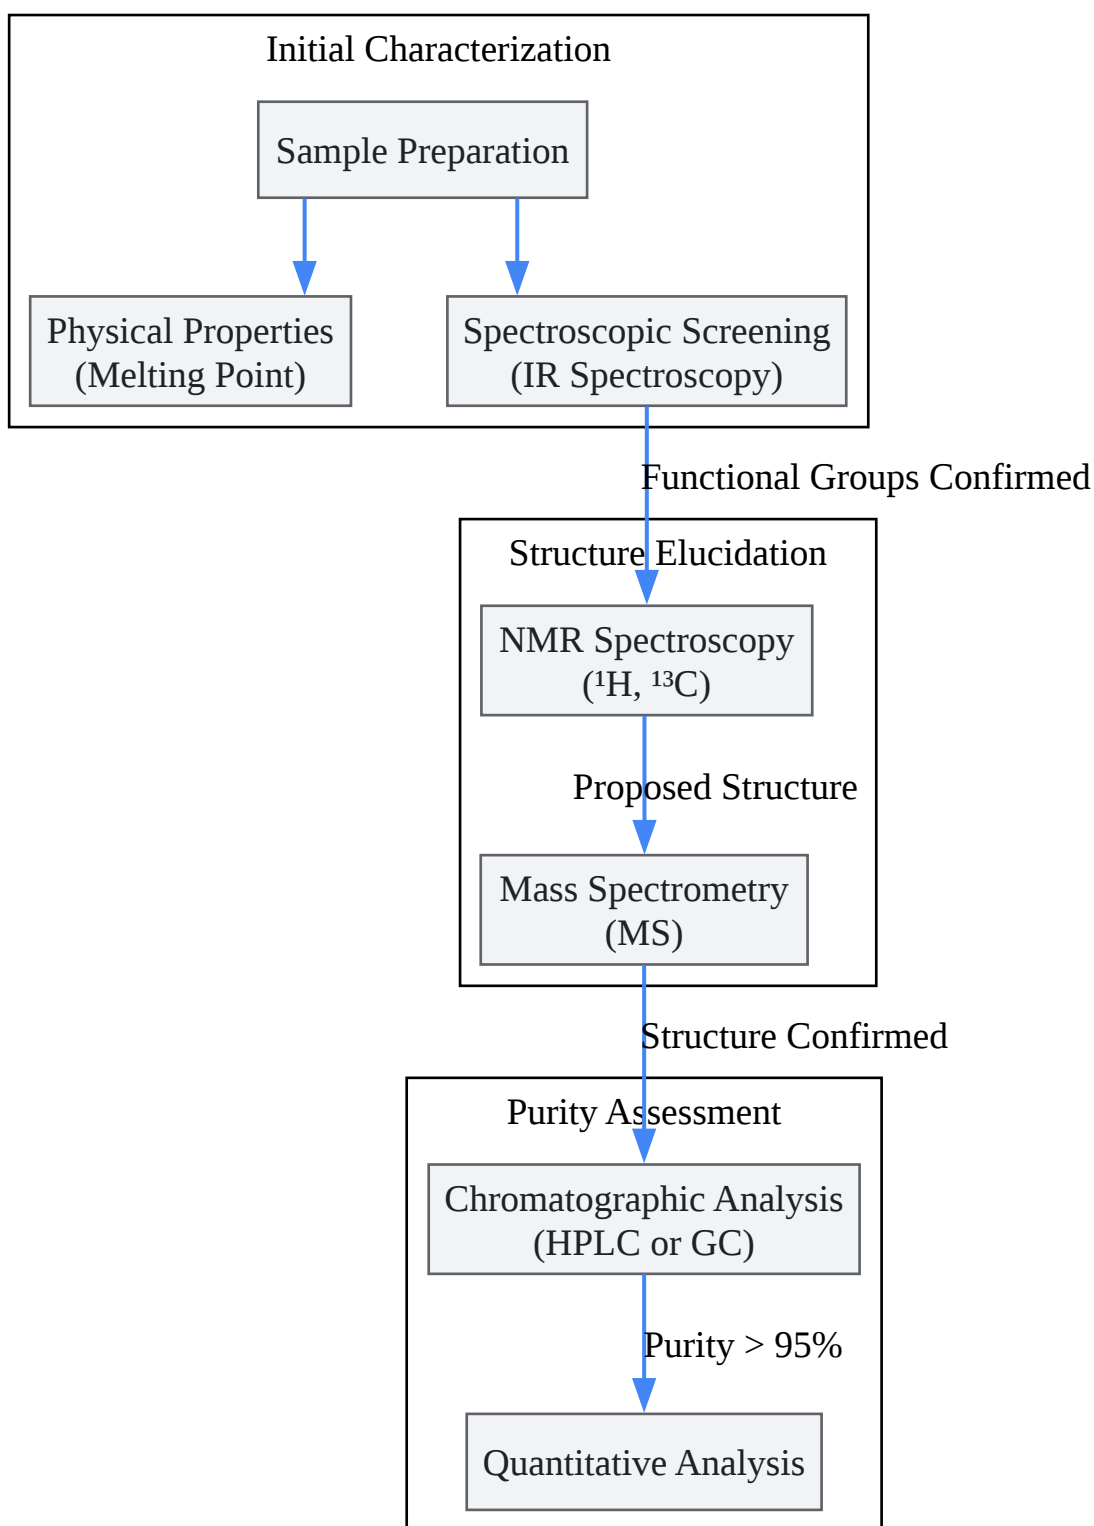 Initial Characterization
Sample Preparation
Physical Properties
(Melting Point)
Spectroscopic Screening
(IR Spectroscopy)
Functional Groups Confirmed
Structure Elucidation
NMR Spectroscopy
(¹H, ¹³C)
Proposed Structure
Mass Spectrometry
(MS)
Structure Confirmed
Purity Assessment
Chromatographic Analysis
(HPLC or GC)
Purity > 95%
Quantitative Analysis